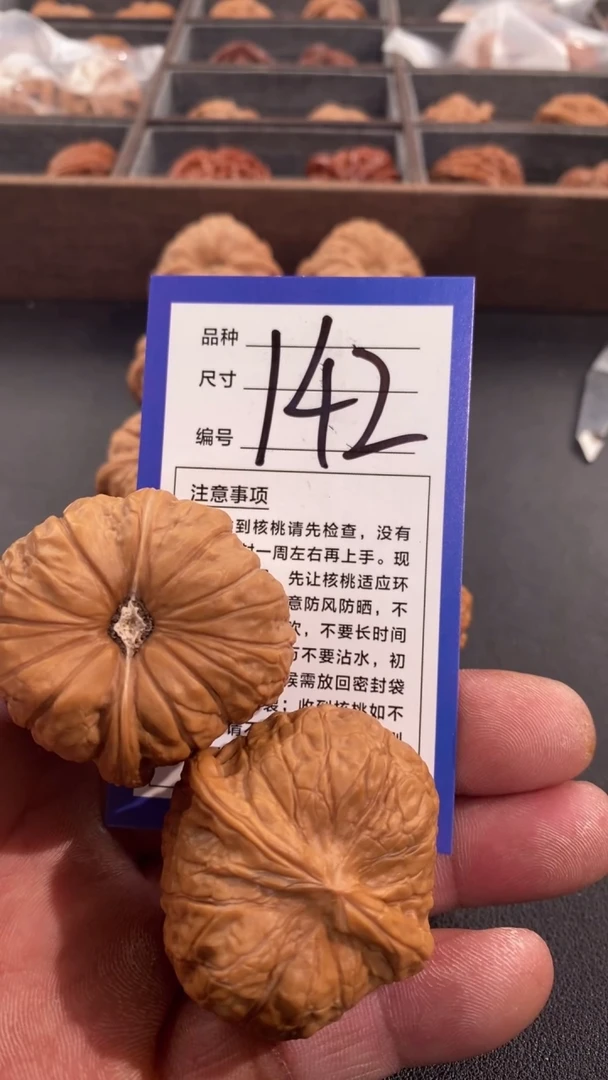 品种
尺寸
编号
142
注意事项
到核桃请先检查，没有
一周左右再上手。现
先让核桃适应环
意防风防晒，不
，不要长时间
不要沾水，初
候需放回密封袋
；收到核桃如不
请